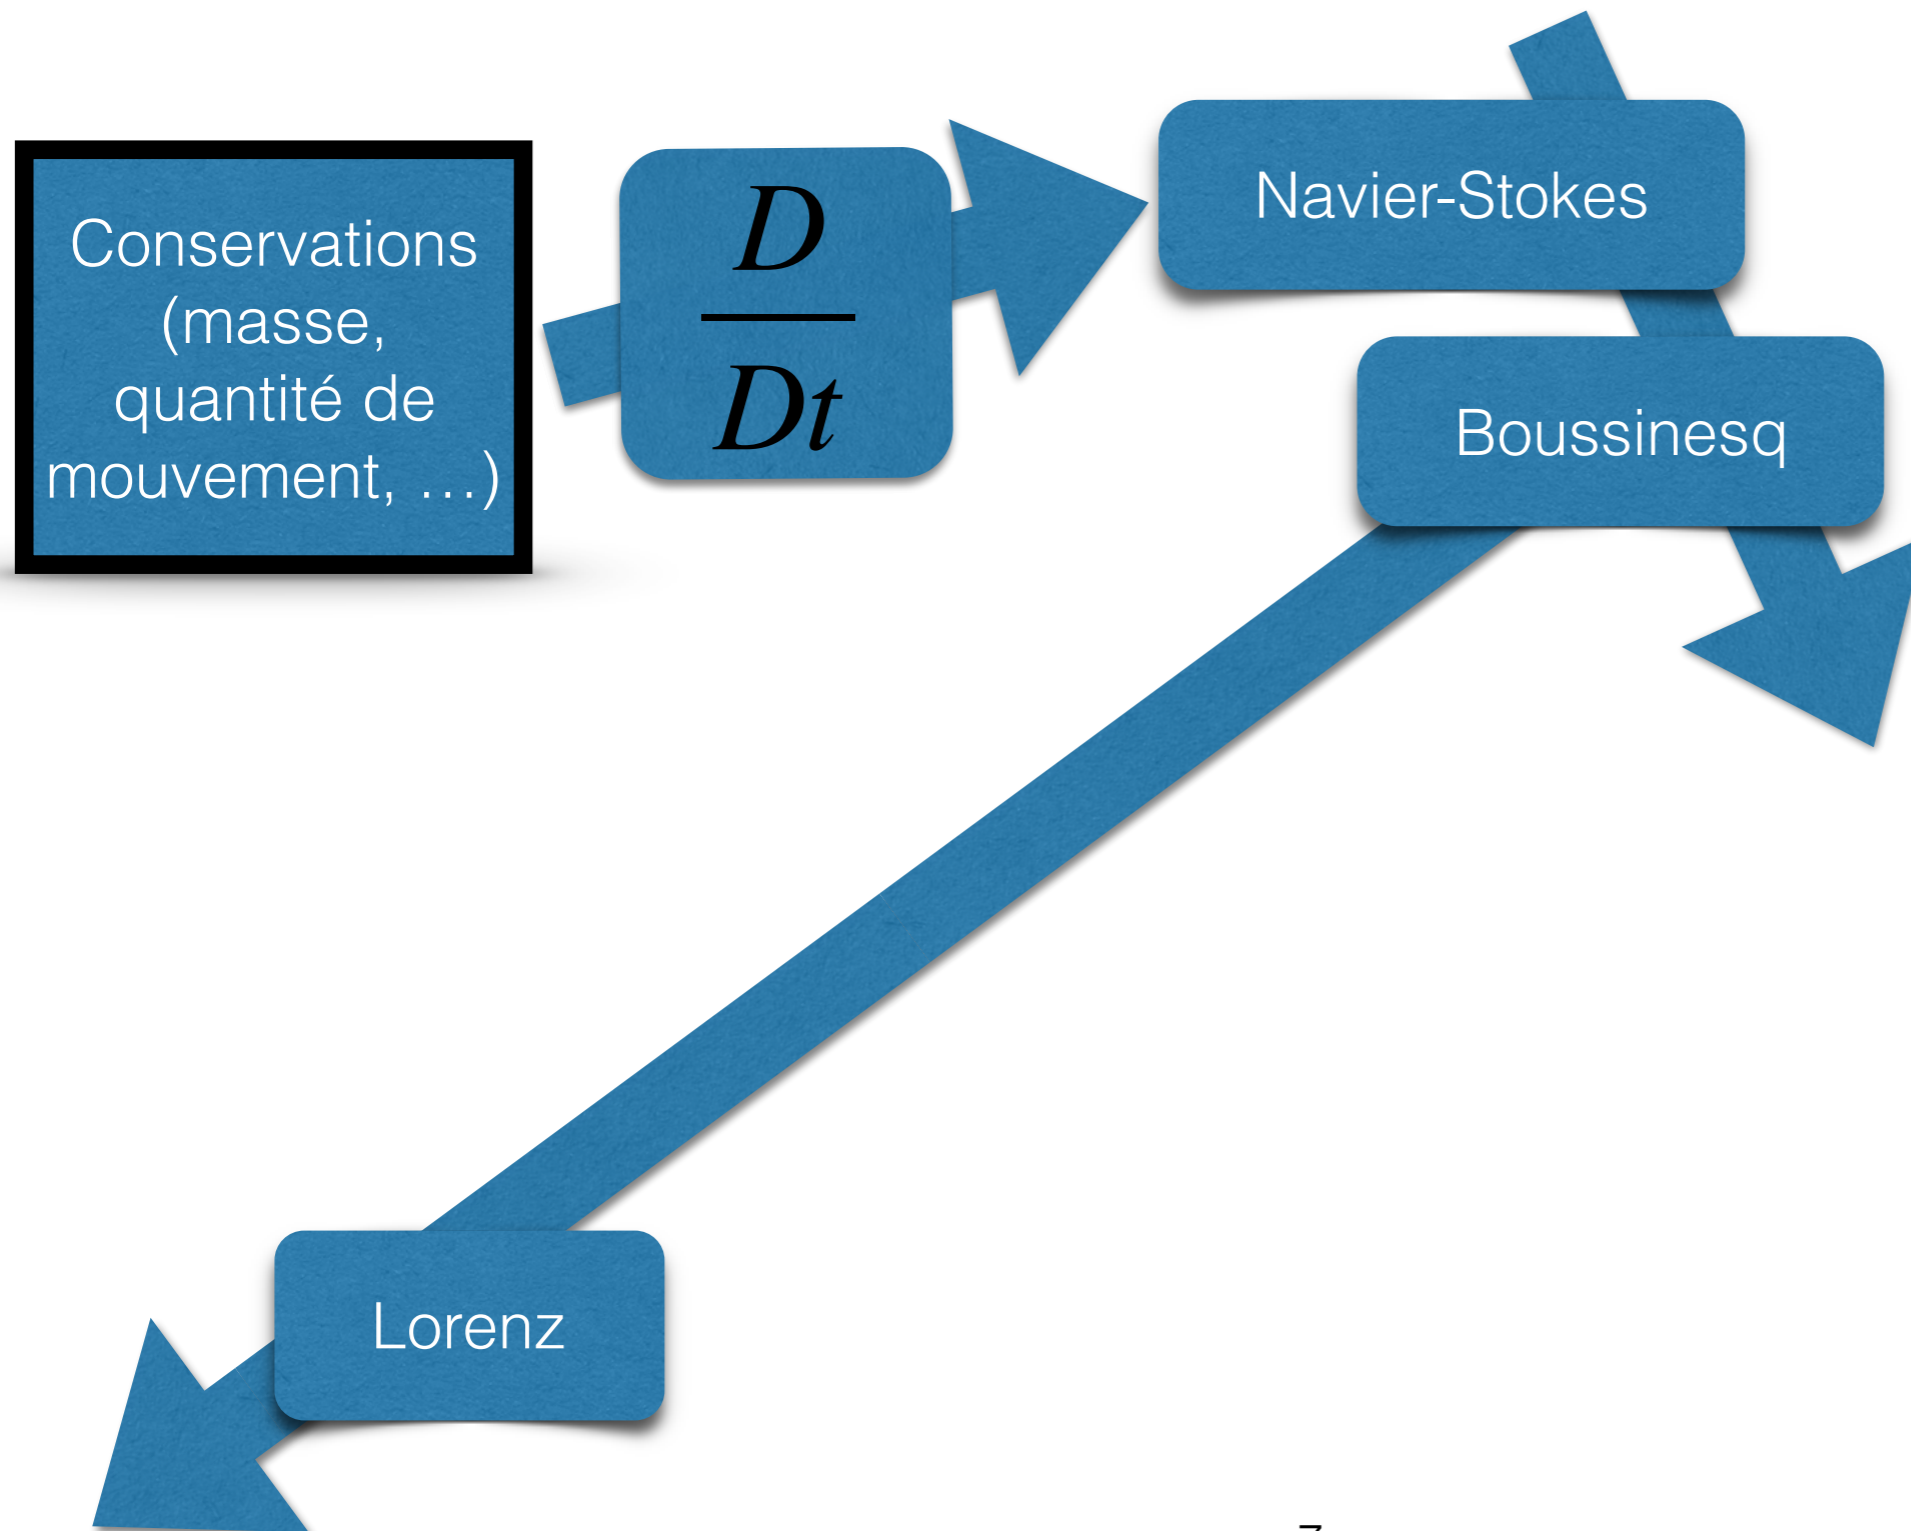 Conservations
(masse,
quantité de
mouvement, …)
D
Dt
Navier-Stokes
Boussinesq
Lorenz